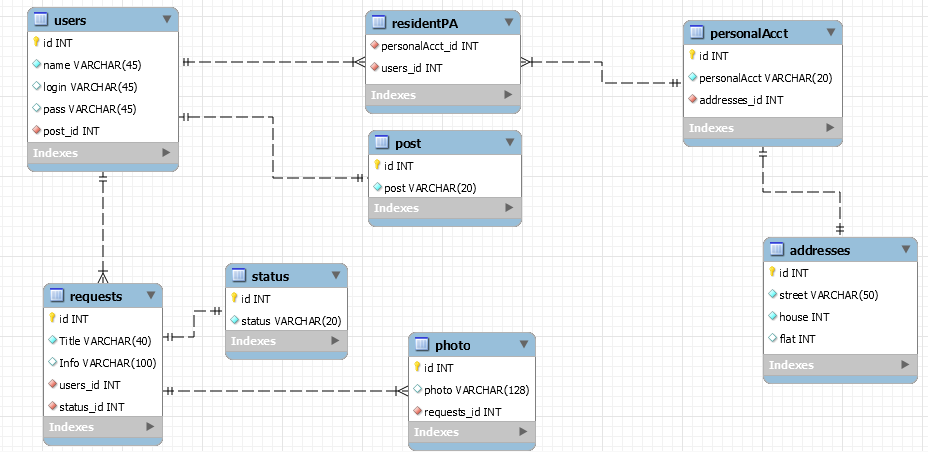 users
id INT
name VARCHAR(45)
login VARCHAR(45)
pass VARCHAR(45)
post_id INT
Indexes
residentPA
personalAcct_id INT
users_id INT
Indexes
personalAcct
id INT
personalAcct VARCHAR(20)
addresses_id INT
Indexes
post
id INT
post VARCHAR(20)
Indexes
addresses
id INT
street VARCHAR(50)
house INT
flat INT
Indexes
requests
id INT
Title VARCHAR(40)
Info VARCHAR(100)
users_id INT
status_id INT
Indexes
status
id INT
status VARCHAR(20)
Indexes
photo
id INT
photo VARCHAR(128)
requests_id INT
Indexes